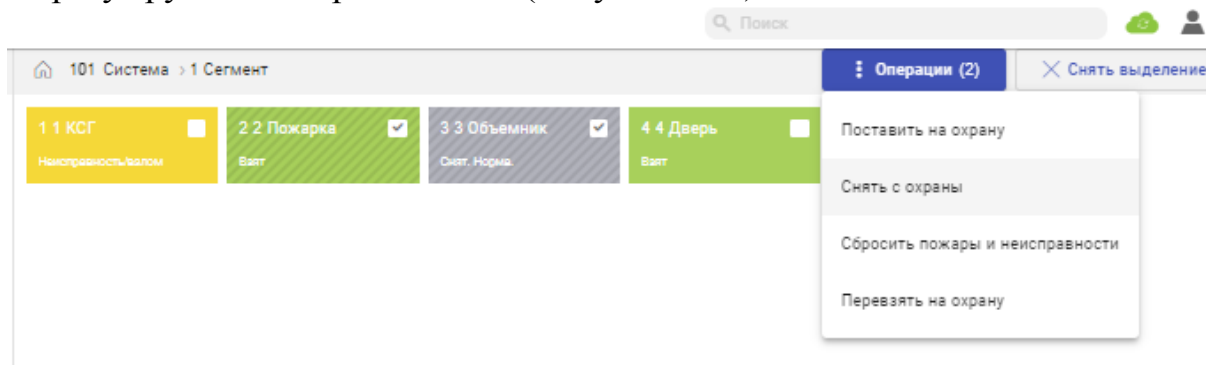 Поиск
101 Система > 1 Сегмент
Операции (2)
Снять выделение
1 1 КСГ
2 2 Пожарка
3 3 Объемник
4 4 Дверь
Неисправность/взлом
Взят
Снят. Норма.
Взят
Поставить на охрану
Снять с охраны
Сбросить пожары и неисправности
Перевзять на охрану